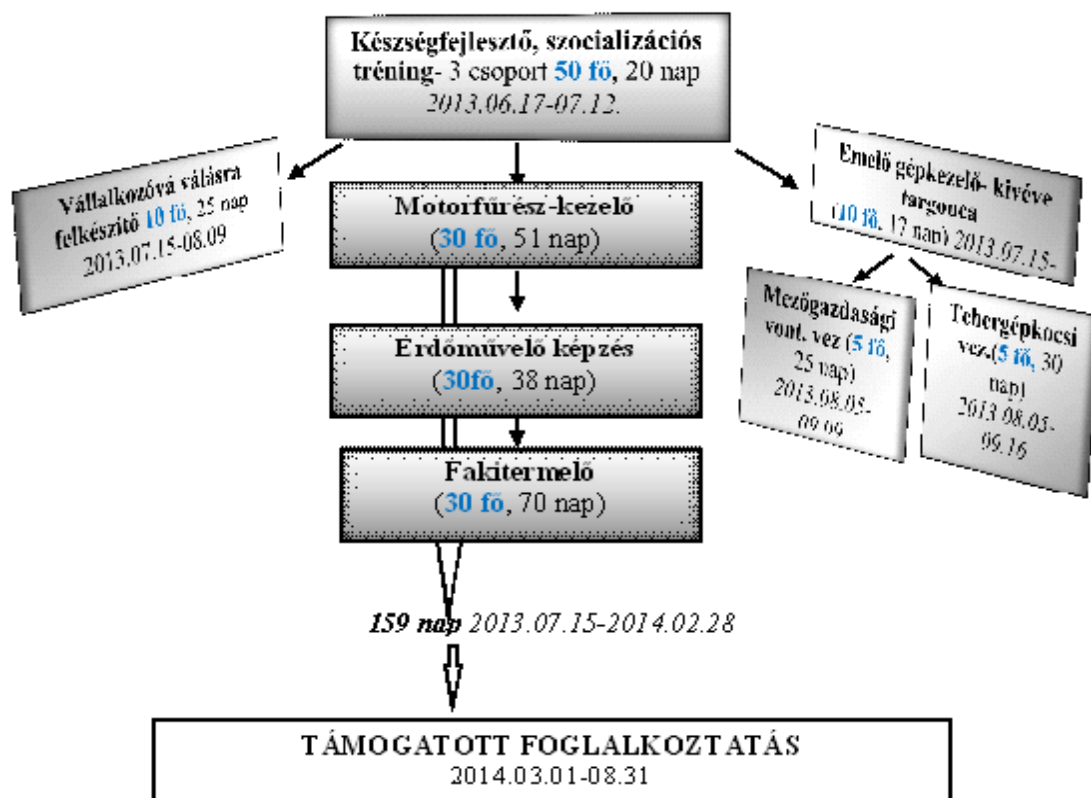 Készségfejlesztő, szocializációs
tréning- 3 csoport 50 fő, 20 nap
2013.06.17-07.12.
Vállalkozóvá válásra
felkészítő 10 fő, 25 nap
2013.07.15-08.09
Motorfűrész-kezelő
(30 fő, 51 nap)
Emelő gépkezelő- kivéve
targonca
(10 fő, 17 nap) 2013.07.15-
Erdőművelő képzés
(30fő, 38 nap)
Mezőgazdasági
vont. vez (5 fő,
25 nap)
2013.08.05-
09.09
Tehergépkocsi
vez.(5 fő, 30
nap)
2013.08.05-
09.16
Fakitermelő
(30 fő, 70 nap)
159 nap 2013.07.15-2014.02.28
TÁMOGATOTT FOGLALKOZTATÁS
2014.03.01-08.31